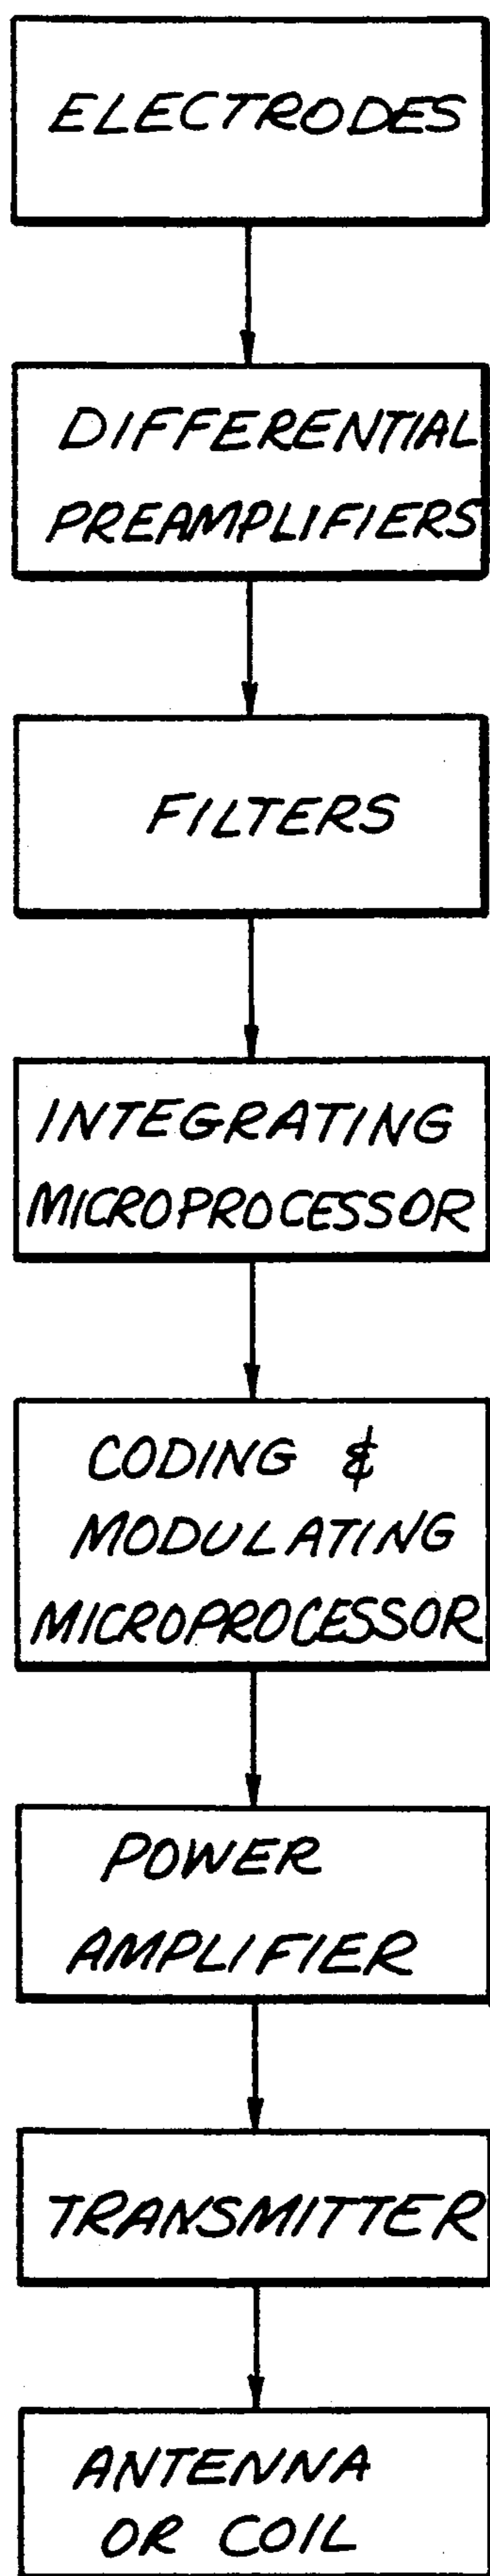 ELECTRODES
DIFFERENTIAL
PREAMPLIFIERS
FILTERS
INTEGRATING
MICROPROCESSOR
CODING &
MODULATING
MICROPROCESSOR
POWER
AMPLIFIER
TRANSMITTER
ANTENNA
OR COIL